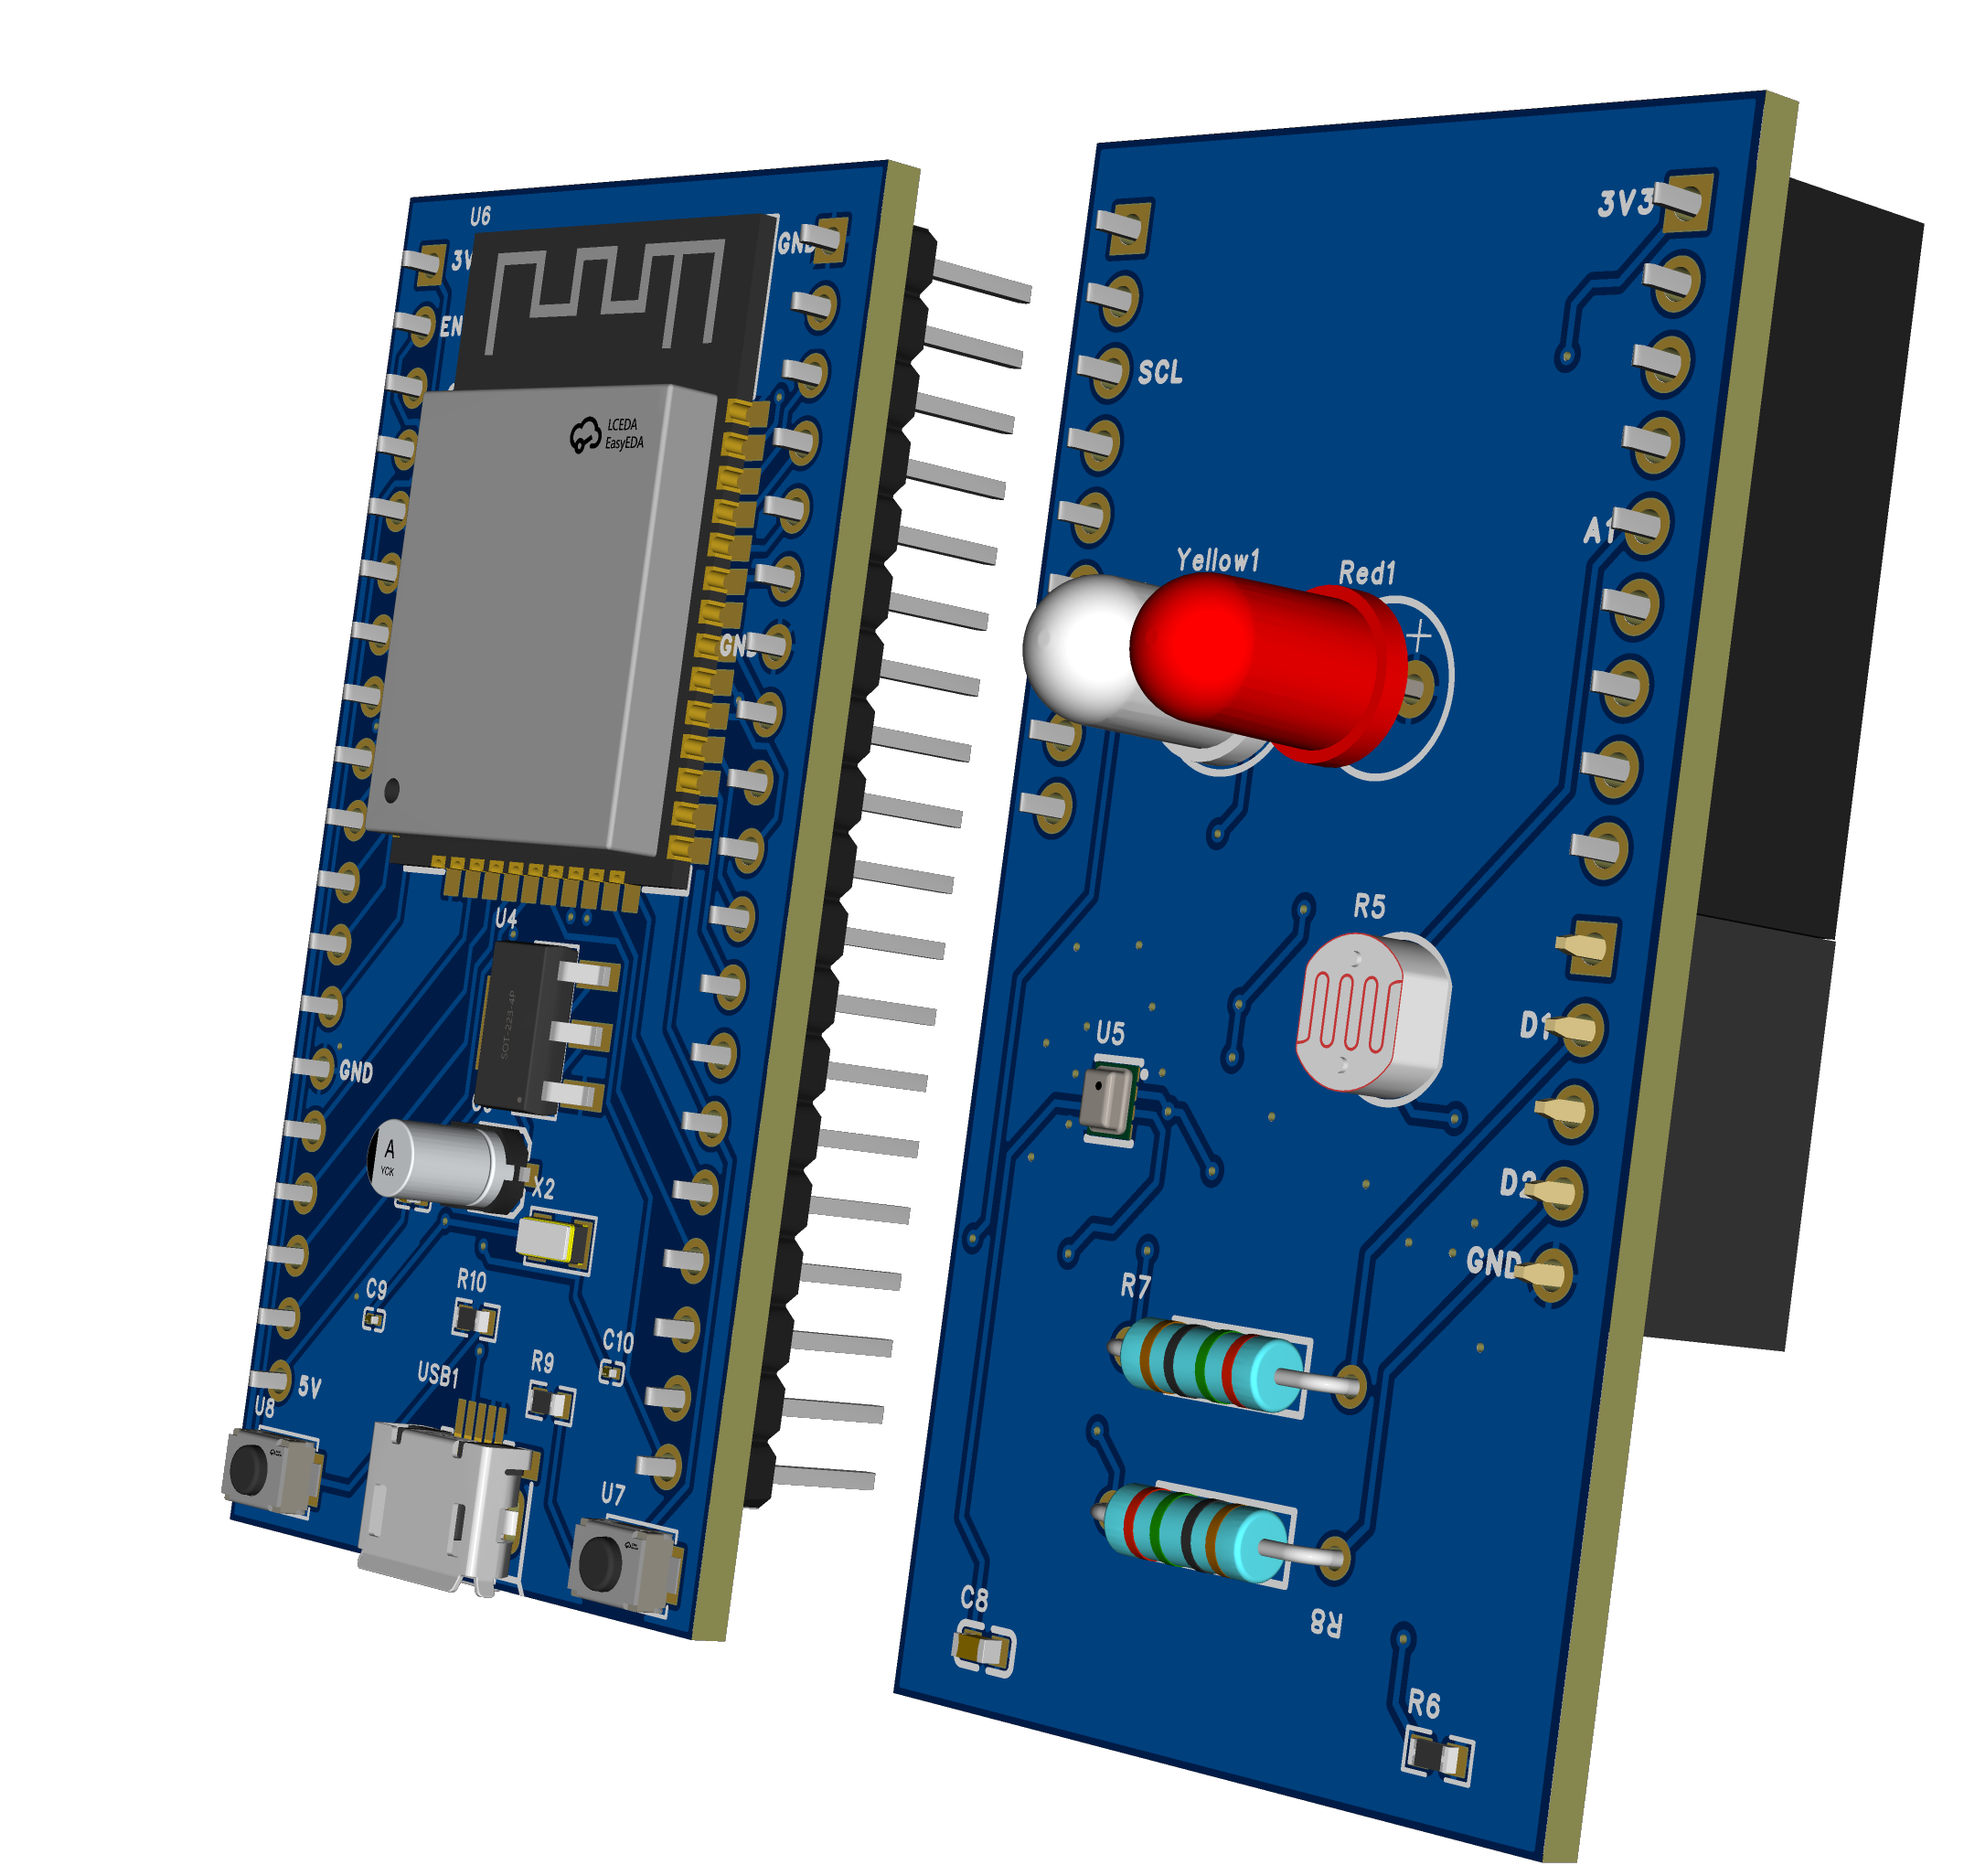 U6
3V
GND
EN
LCEDA
EasyEDA
GND
U4
SOT-223-4P
GND
A
YCK
X2
C9
R10
C10
USB1
R9
5V
U8
U7
3V3
SCL
A1
Yellow1
Red1
+
R5
D1
U5
D2
GND
R7
R8
C8
R6